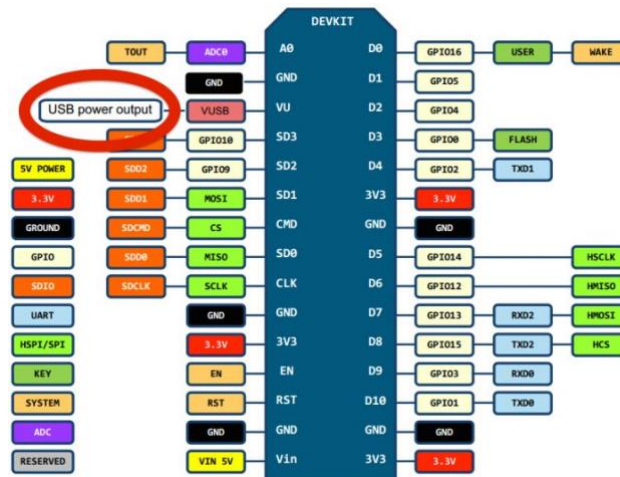 DEVKIT
TOUT ADC0 A0 D0 GPIO16 USER WAKE
GND GND D1 GPIO5
USB power output VUSB VU D2 GPIO4
GPIO10 SD3 D3 GPIO0 FLASH
5V POWER SDD2 GPIO9 SD2 D4 GPIO2 TXD1
3.3V SDD1 MOSI SD1 3V3 3.3V
GROUND SDCMD CS CMD GND GND
GPIO SDD0 MISO SD0 D5 GPIO14 HSCLK
SDIO SDCLK SCLK CLK D6 GPIO12 HMISO
UART GND GND D7 GPIO13 RXD2 HMOSI
HSPI/SPI 3.3V 3V3 D8 GPIO15 TXD2 HCS
KEY EN EN D9 GPIO3 RXD0
SYSTEM RST RST D10 GPIO1 TXD0
ADC GND GND GND GND
RESERVED VIN 5V Vin 3V3 3.3V